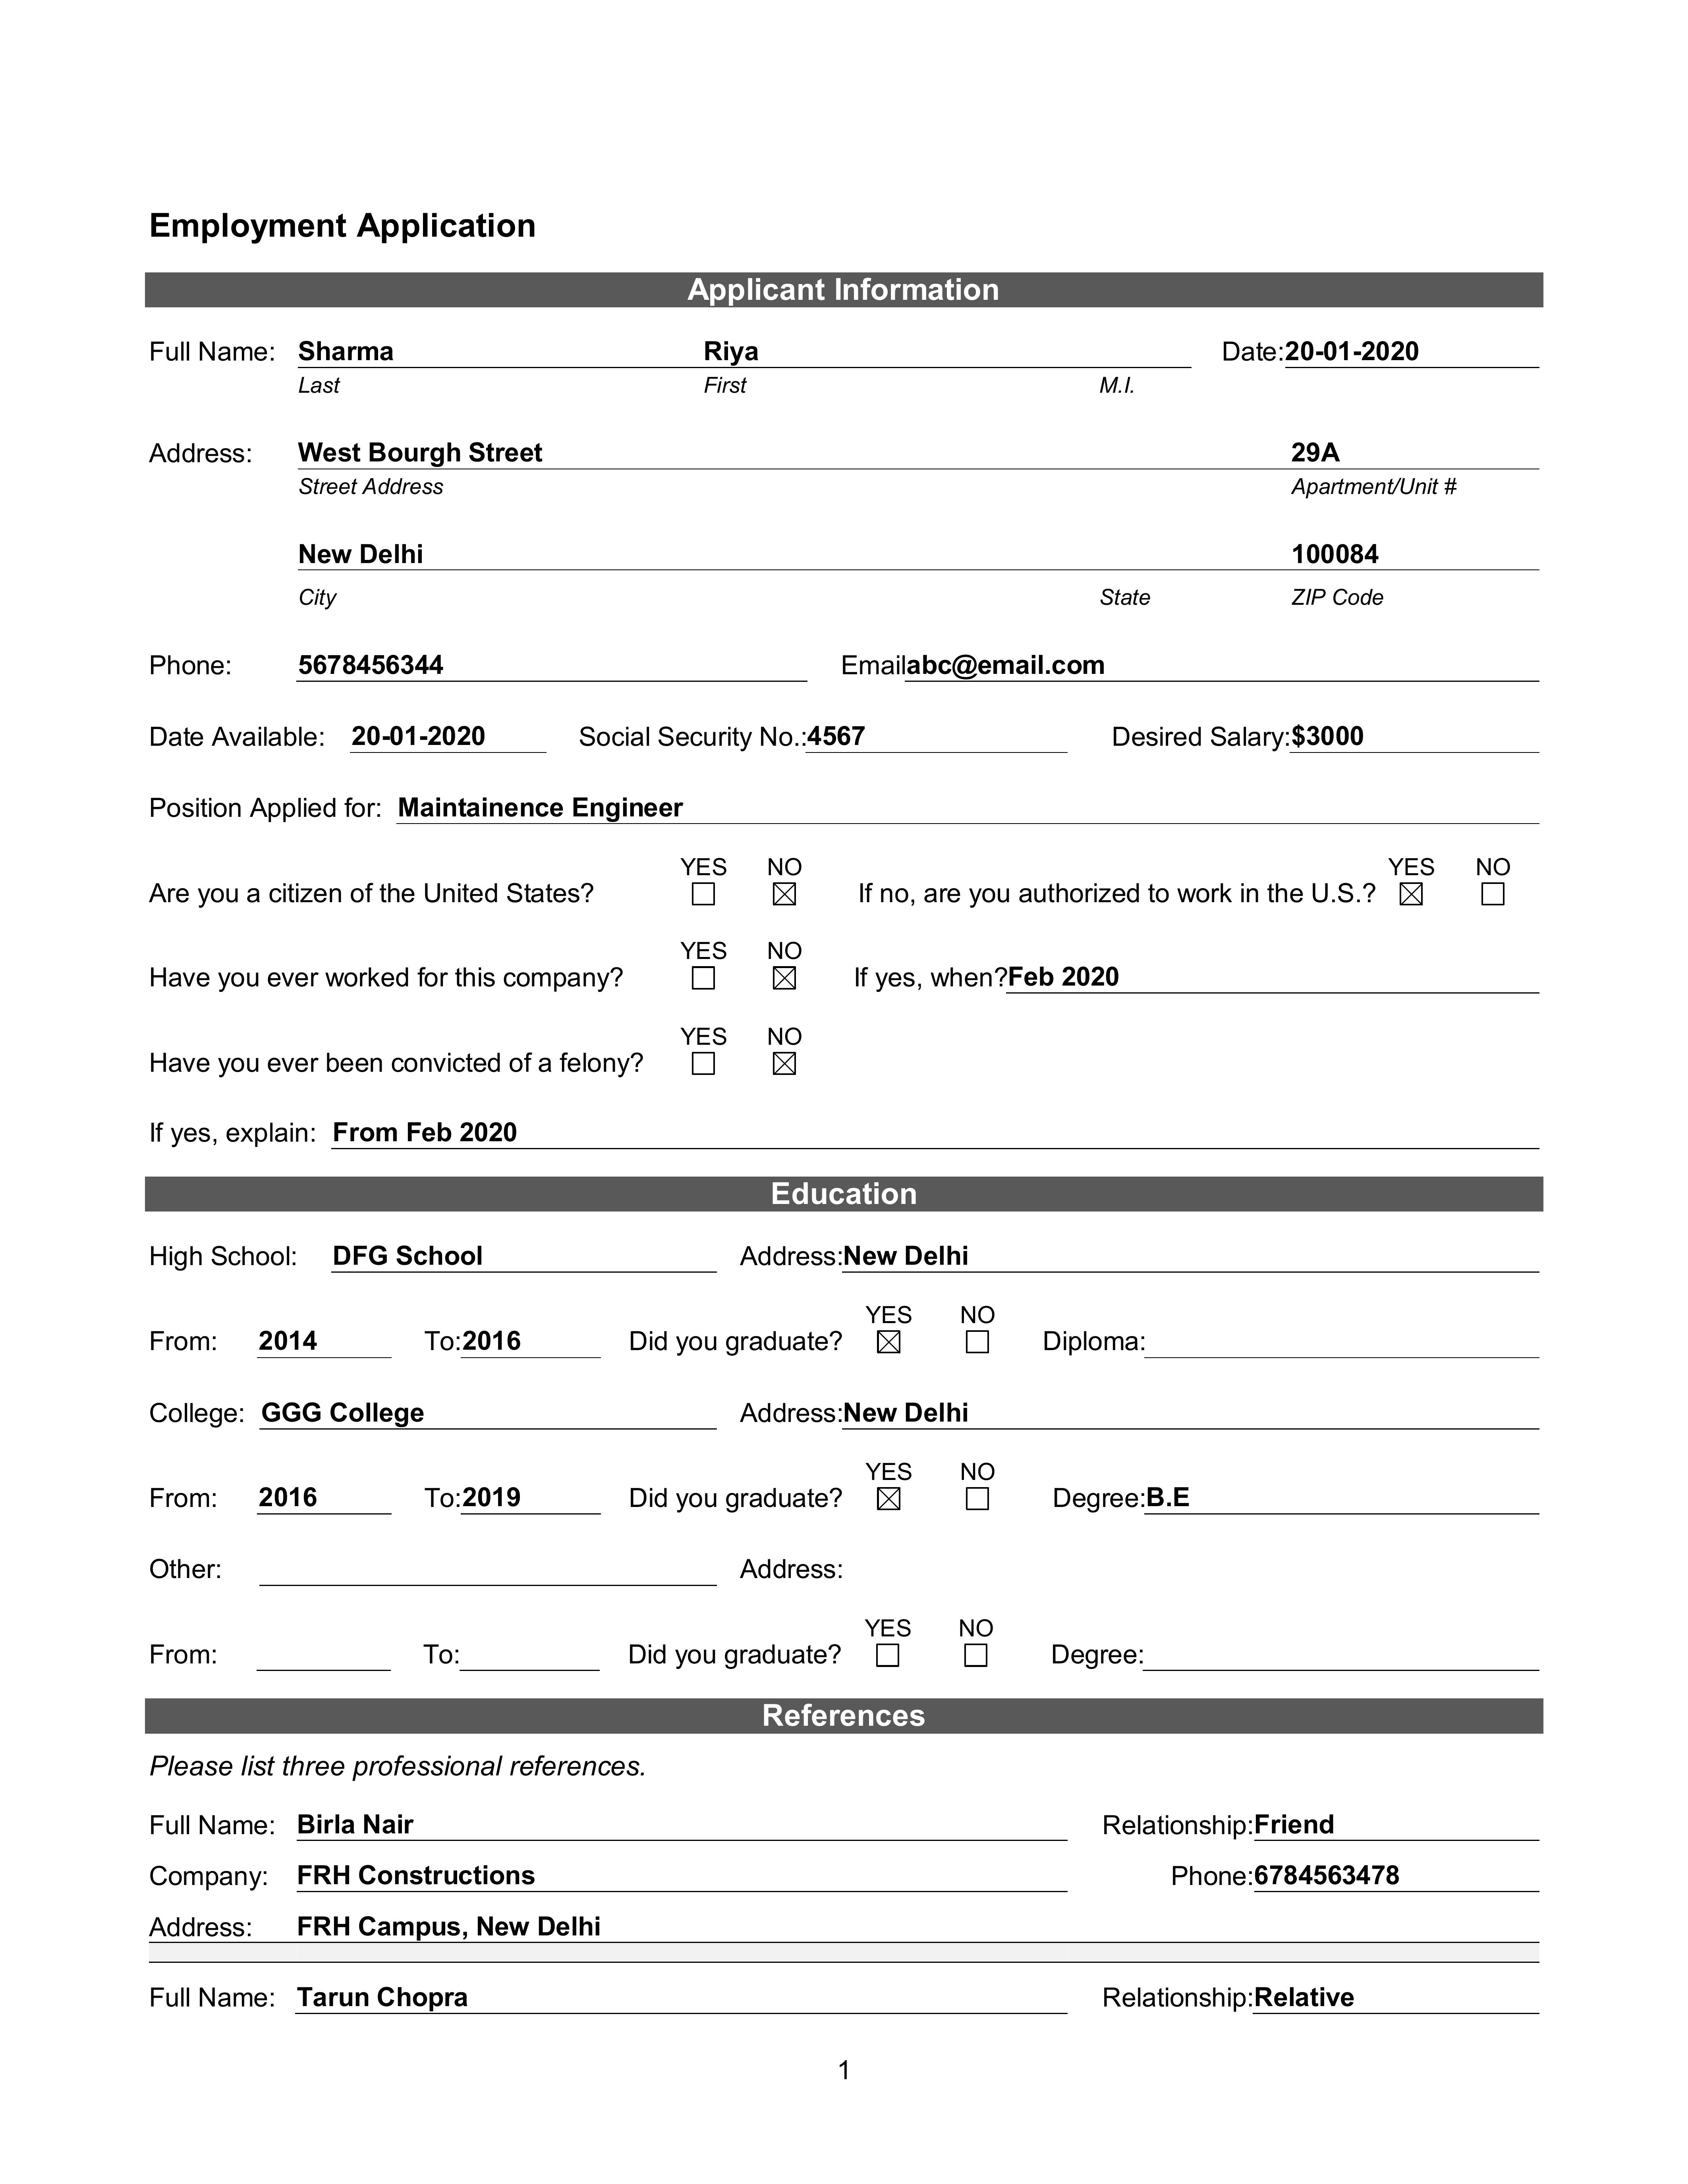 Employment Application
Applicant Information
Full Name: Sharma Riya Date:20-01-2020
Last First M.I.
Address: West Bourgh Street 29A
Street Address Apartment/Unit #
New Delhi 100084
City State ZIP Code
Phone: 5678456344 Emailabc@email.com
Date Available: 20-01-2020 Social Security No.:4567 Desired Salary:$3000
Position Applied for: Maintainence Engineer
YES NO YES NO
Are you a citizen of the United States? ☐ ☒ If no, are you authorized to work in the U.S.? ☒ ☐
YES NO
Have you ever worked for this company? ☐ ☒ If yes, when?Feb 2020
YES NO
Have you ever been convicted of a felony? ☐ ☒
If yes, explain: From Feb 2020
Education
High School: DFG School Address:New Delhi
YES NO
From: 2014 To:2016 Did you graduate? ☒ ☐ Diploma:
College: GGG College Address:New Delhi
YES NO
From: 2016 To:2019 Did you graduate? ☒ ☐ Degree:B.E
Other: Address:
YES NO
From: To: Did you graduate? ☐ ☐ Degree:
References
Please list three professional references.
Full Name: Birla Nair Relationship:Friend
Company: FRH Constructions Phone:6784563478
Address: FRH Campus, New Delhi
Full Name: Tarun Chopra Relationship:Relative
1